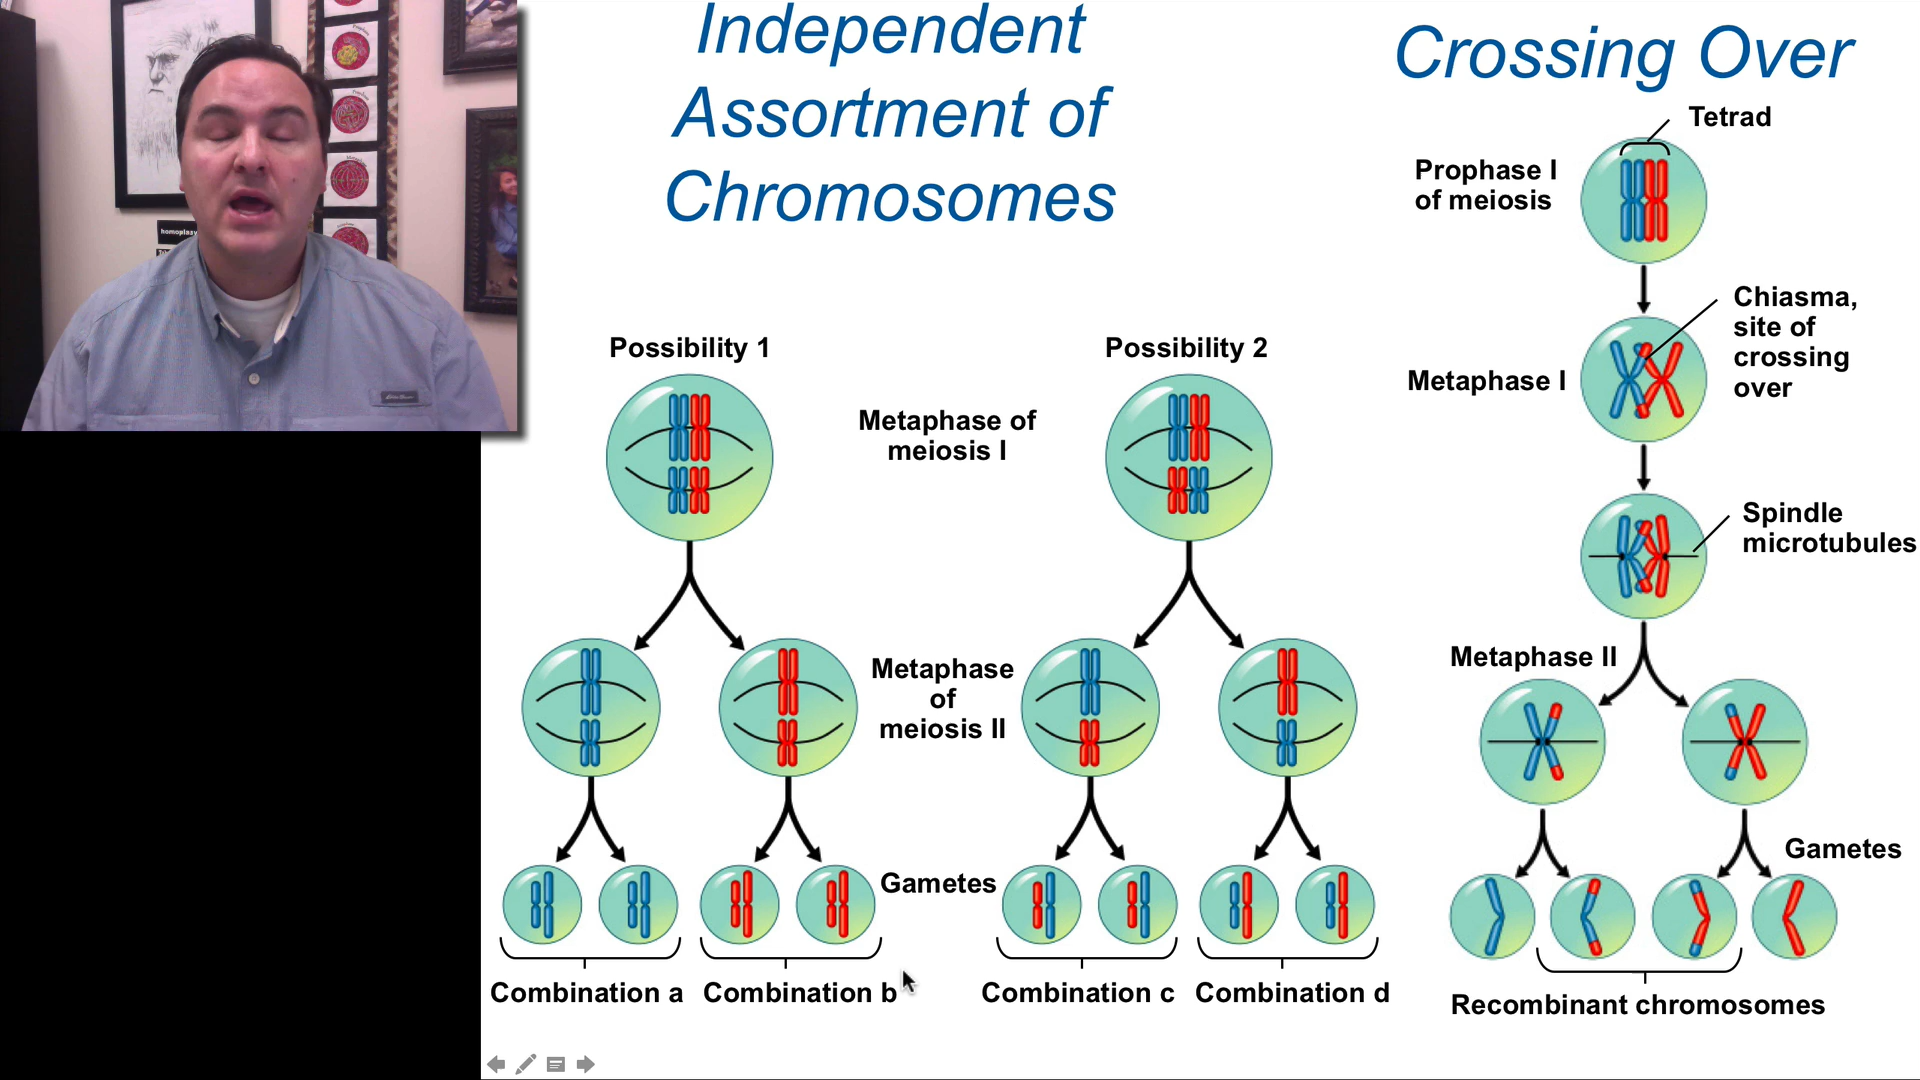 homoplasy
Independent
Assortment of
Chromosomes
Possibility 1
Possibility 2
Metaphase of
meiosis I
Metaphase
of
meiosis II
Gametes
Combination a
Combination b
Combination c
Combination d
Crossing Over
Tetrad
Prophase I
of meiosis
Chiasma,
site of
crossing
over
Metaphase I
Spindle
microtubules
Metaphase II
Gametes
Recombinant chromosomes